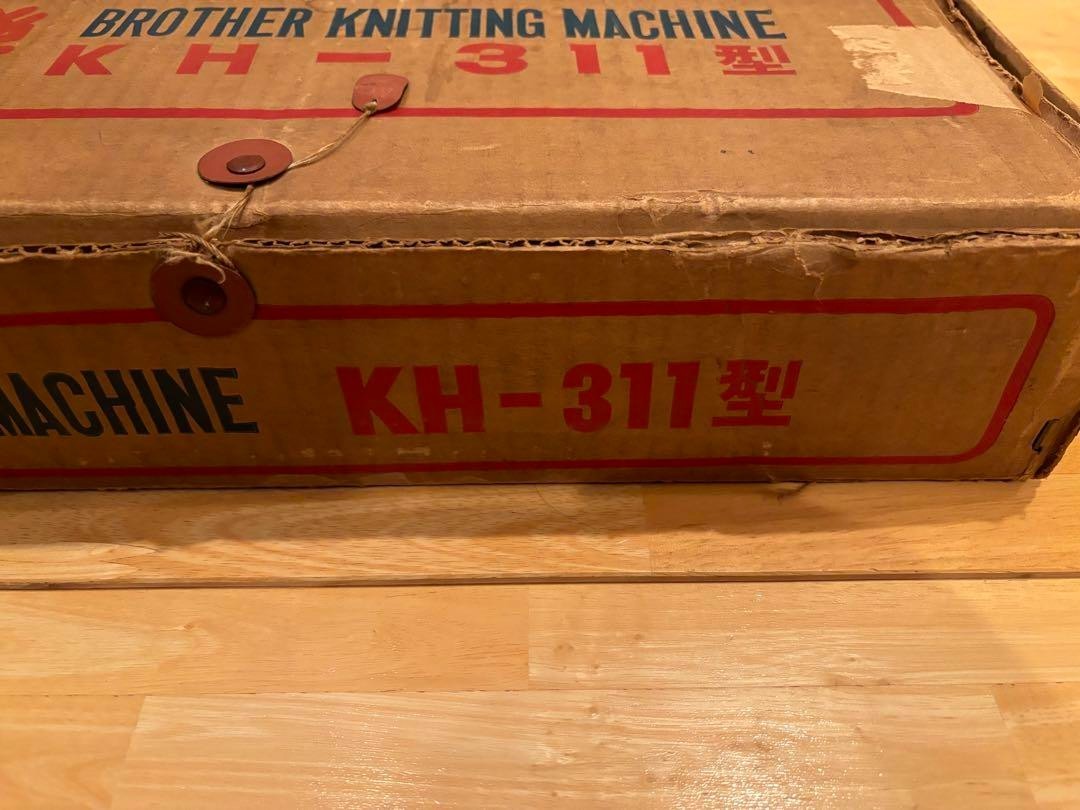 BROTHER KNITTING MACHINE
KH-311型
MACHINE KH-311型